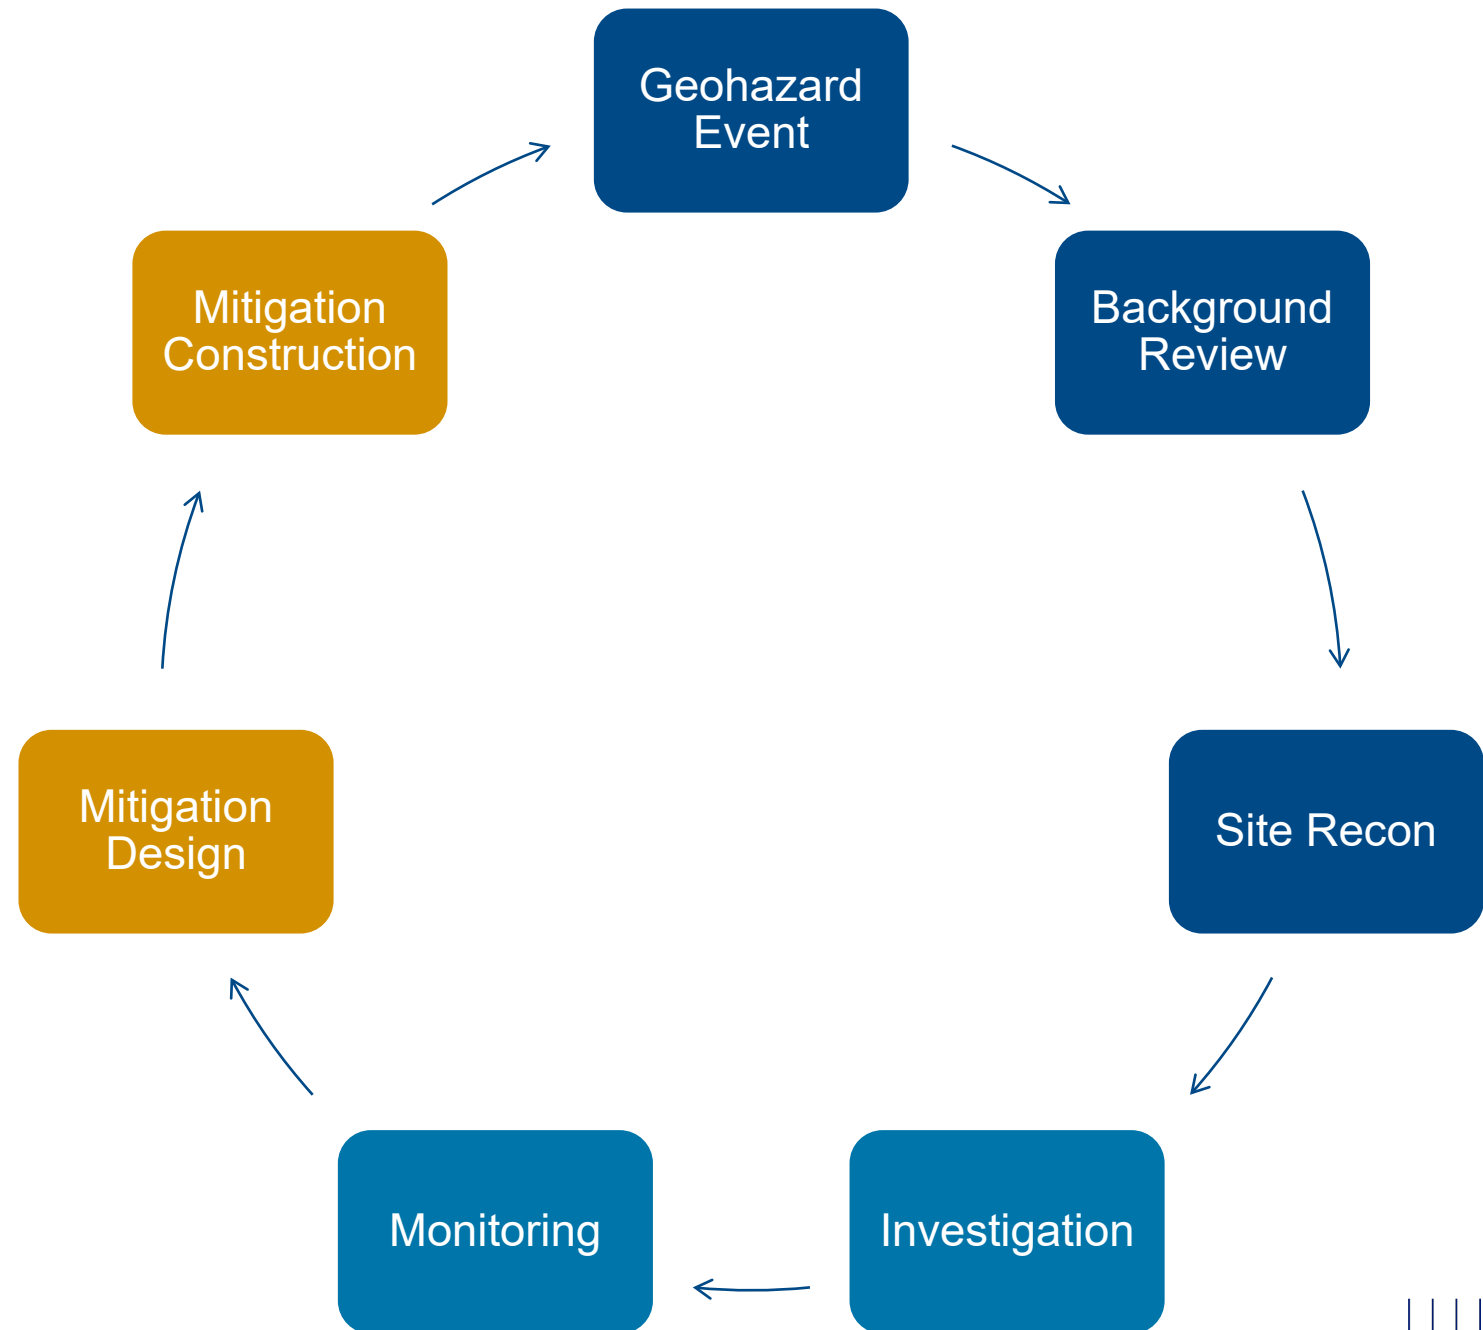 Geohazard
Event
Background
Review
Site Recon
Investigation
Monitoring
Mitigation
Design
Mitigation
Construction